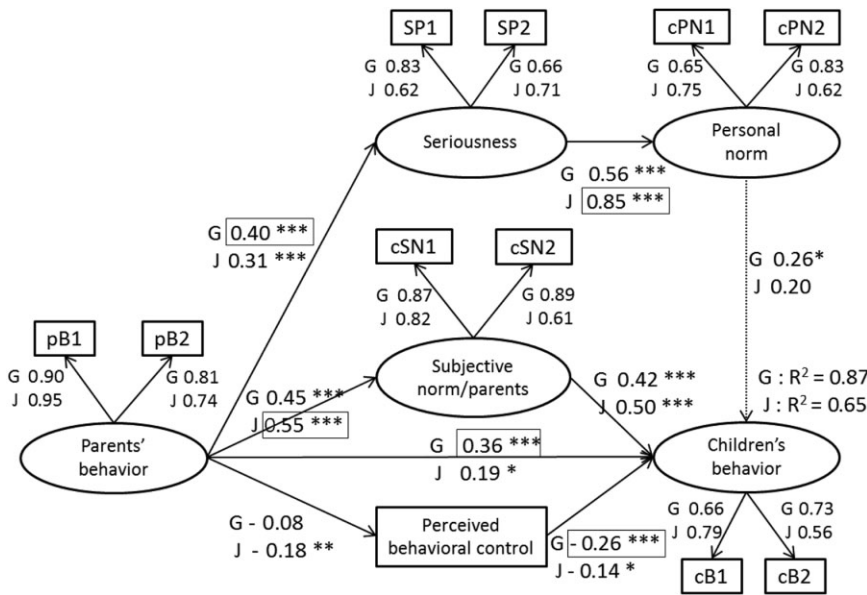 SP1
SP2
cPN1
cPN2
G 0.83
J 0.62
G 0.66
J 0.71
G 0.65
J 0.75
G 0.83
J 0.62
Seriousness
Personal
norm
G 0.56 ***
J 0.85 ***
G 0.40 ***
J 0.31 ***
cSN1
cSN2
G 0.26*
J 0.20
G 0.87
J 0.82
G 0.89
J 0.61
pB1
pB2
G 0.90
J 0.95
G 0.81
J 0.74
Subjective
norm/parents
G 0.45 ***
J 0.55 ***
G 0.42 ***
J 0.50 ***
G : R² = 0.87
J : R² = 0.65
Parents’
behavior
G 0.36 ***
J 0.19 *
Children’s
behavior
G - 0.08
J - 0.18 **
Perceived
behavioral control
G - 0.26 ***
J - 0.14 *
G 0.66
J 0.79
G 0.73
J 0.56
cB1
cB2